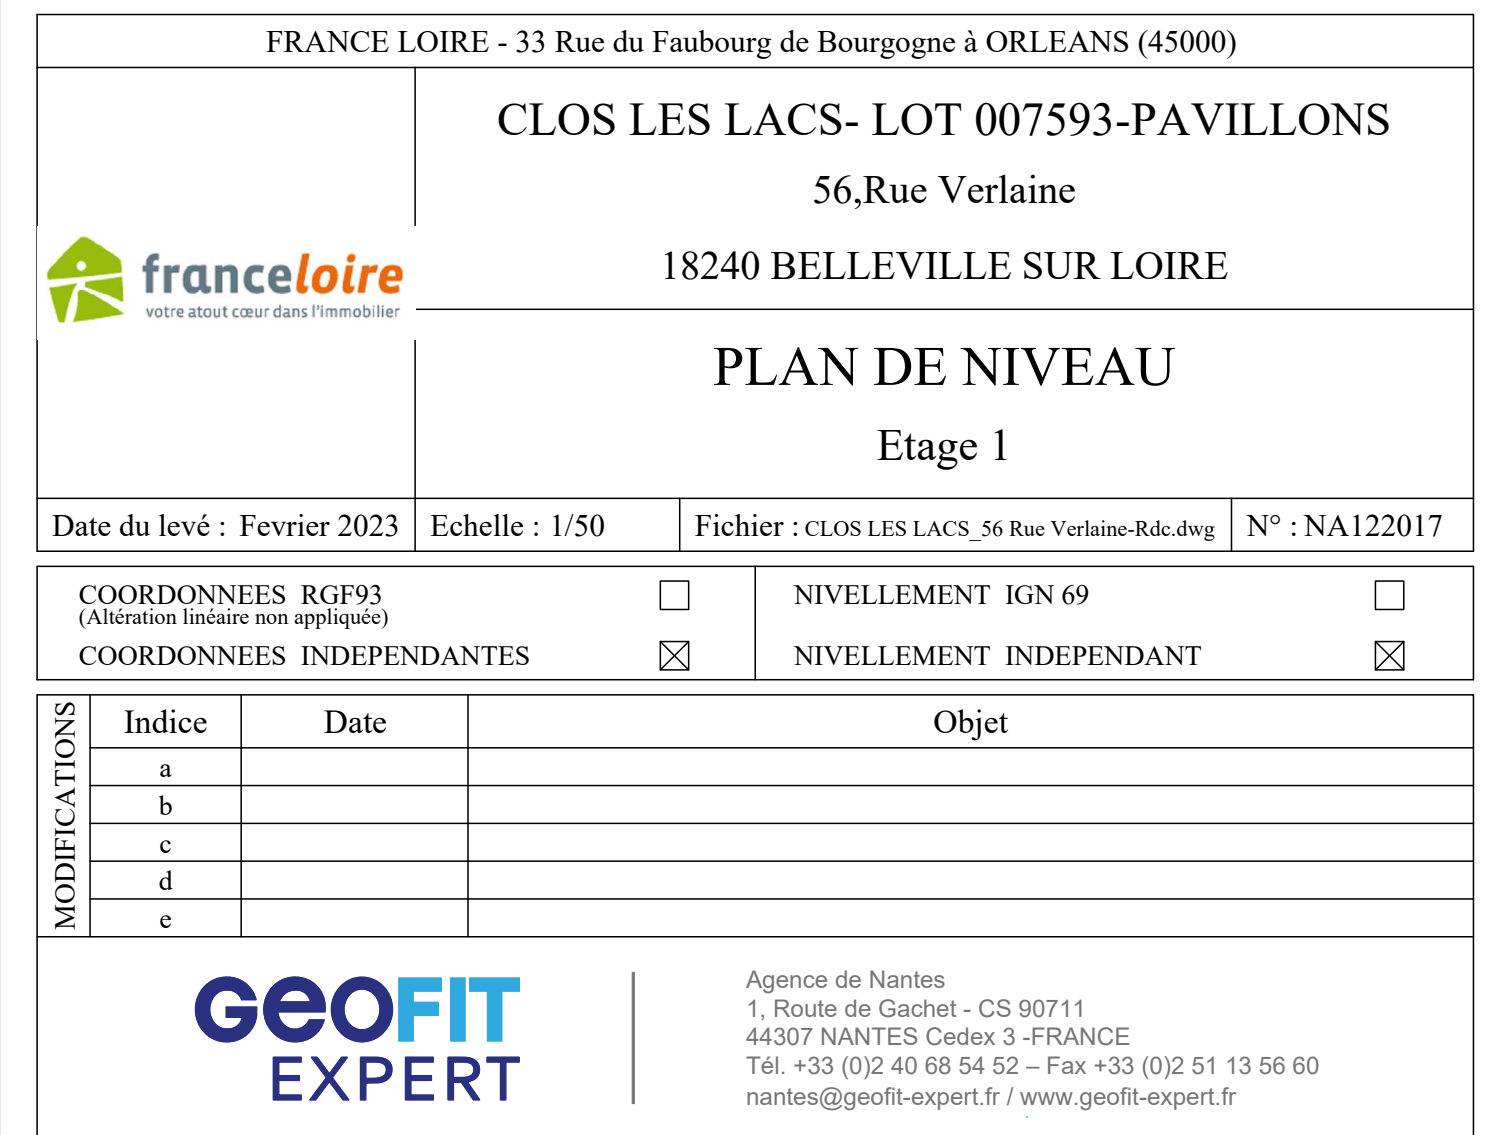 FRANCE LOIRE - 33 Rue du Faubourg de Bourgogne à ORLEANS (45000)
CLOS LES LACS- LOT 007593-PAVILLONS
56,Rue Verlaine
18240 BELLEVILLE SUR LOIRE
franceloire
votre atout cœur dans l'immobilier
PLAN DE NIVEAU
Etage 1
Date du levé : Fevrier 2023
Echelle : 1/50
Fichier : CLOS LES LACS_56 Rue Verlaine-Rdc.dwg
N° : NA122017
COORDONNEES RGF93
(Altération linéaire non appliquée)
COORDONNEES INDEPENDANTES
NIVELLEMENT IGN 69
NIVELLEMENT INDEPENDANT
MODIFICATIONS
Indice Date Objet
a
b
c
d
e
GEOFIT
EXPERT
Agence de Nantes
1, Route de Gachet - CS 90711
44307 NANTES Cedex 3 -FRANCE
Tél. +33 (0)2 40 68 54 52 – Fax +33 (0)2 51 13 56 60
nantes@geofit-expert.fr / www.geofit-expert.fr